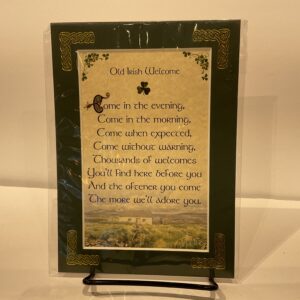 Old Irish Welcome
Come in the evening,
Come in the morning,
Come when expected,
Come without warning,
Thousands of welcomes
You'll find here before you
And the oftener you come
The more we'll adore you.